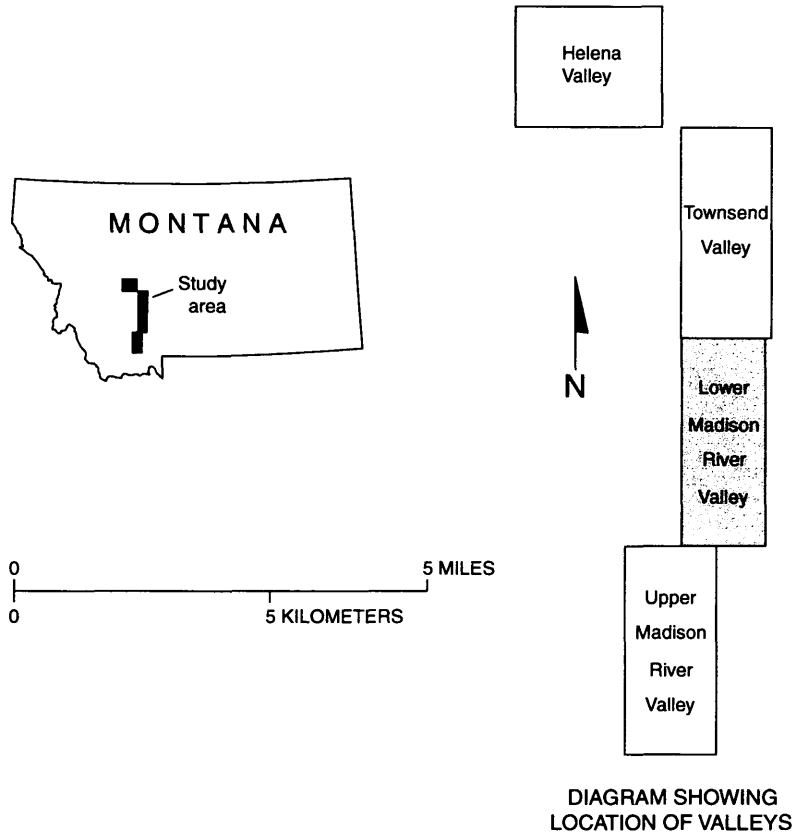 Helena
Valley
Townsend
Valley
MONTANA
Study
area
N
Lower
Madison
River
Valley
0
5 MILES
0
5 KILOMETERS
Upper
Madison
River
Valley
DIAGRAM SHOWING
LOCATION OF VALLEYS